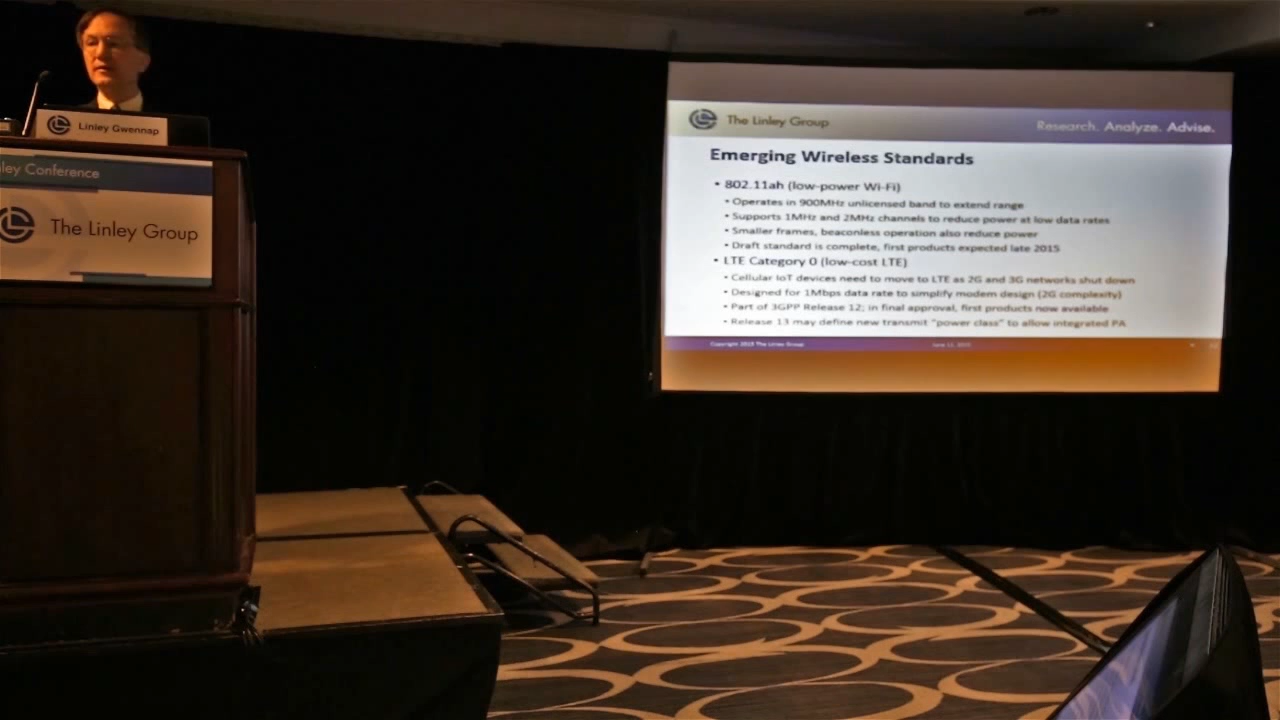 Linley Gwennap
ley Conference
The Linley Group
The Linley Group
Research. Analyze. Advise.
Emerging Wireless Standards
• 802.11ah (low-power Wi-Fi)
• Operates in 900MHz unlicensed band to extend range
• Supports 1MHz and 2MHz channels to reduce power at low data rates
• Smaller frames, beaconless operation also reduce power
• Draft standard is complete, first products expected late 2015
• LTE Category 0 (low-cost LTE)
• Cellular IoT devices need to move to LTE as 2G and 3G networks shut down
• Designed for 1Mbps data rate to simplify modem design (2G complexity)
• Part of 3GPP Release 12; in final approval, first products now available
• Release 13 may define new transmit "power class" to allow integrated PA
Copyright 2015 The Linley Group